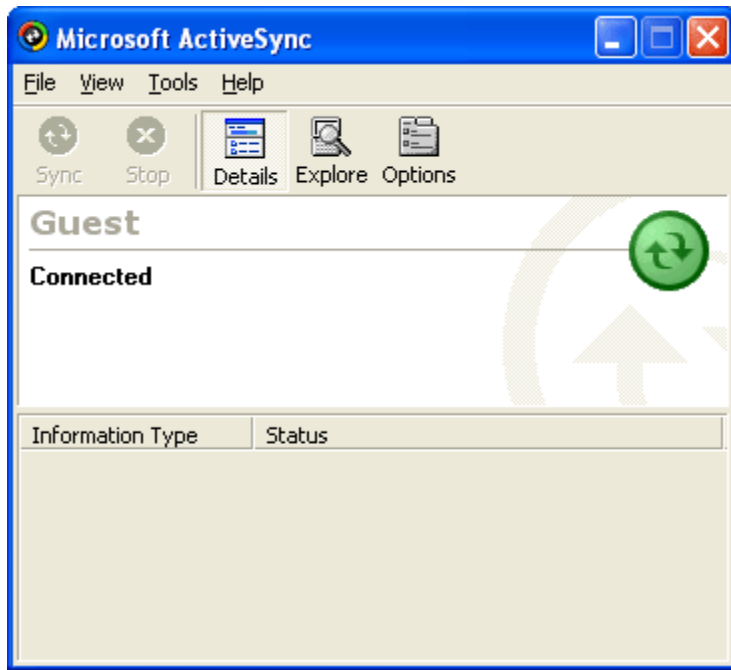 Microsoft ActiveSync
File View Tools Help
Sync Stop Details Explore Options
Guest
Connected
Information Type Status